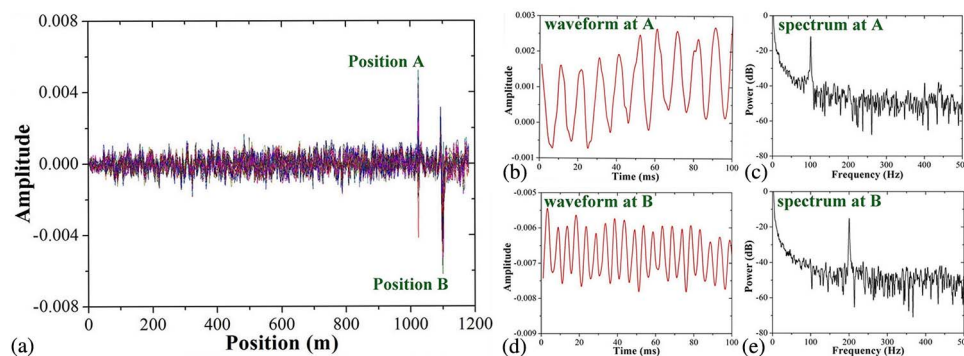 0.008
0.004
0.000
-0.004
-0.008
Amplitude
Position A
Position B
0 200 400 600 800 1000 1200
Position (m)
(a)
waveform at A
0.003
0.002
0.001
0.000
-0.001
Amplitude
0 20 40 60 80 100
Time (ms)
(b)
spectrum at A
0
-20
-40
-60
-80
Power (dB)
0 100 200 300 400 500
Frequency (Hz)
(c)
waveform at B
-0.005
-0.006
-0.007
-0.008
-0.009
Amplitude
0 20 40 60 80 100
Time (ms)
(d)
spectrum at B
0
-20
-40
-60
-80
Power (dB)
0 100 200 300 400 500
Frequency (Hz)
(e)